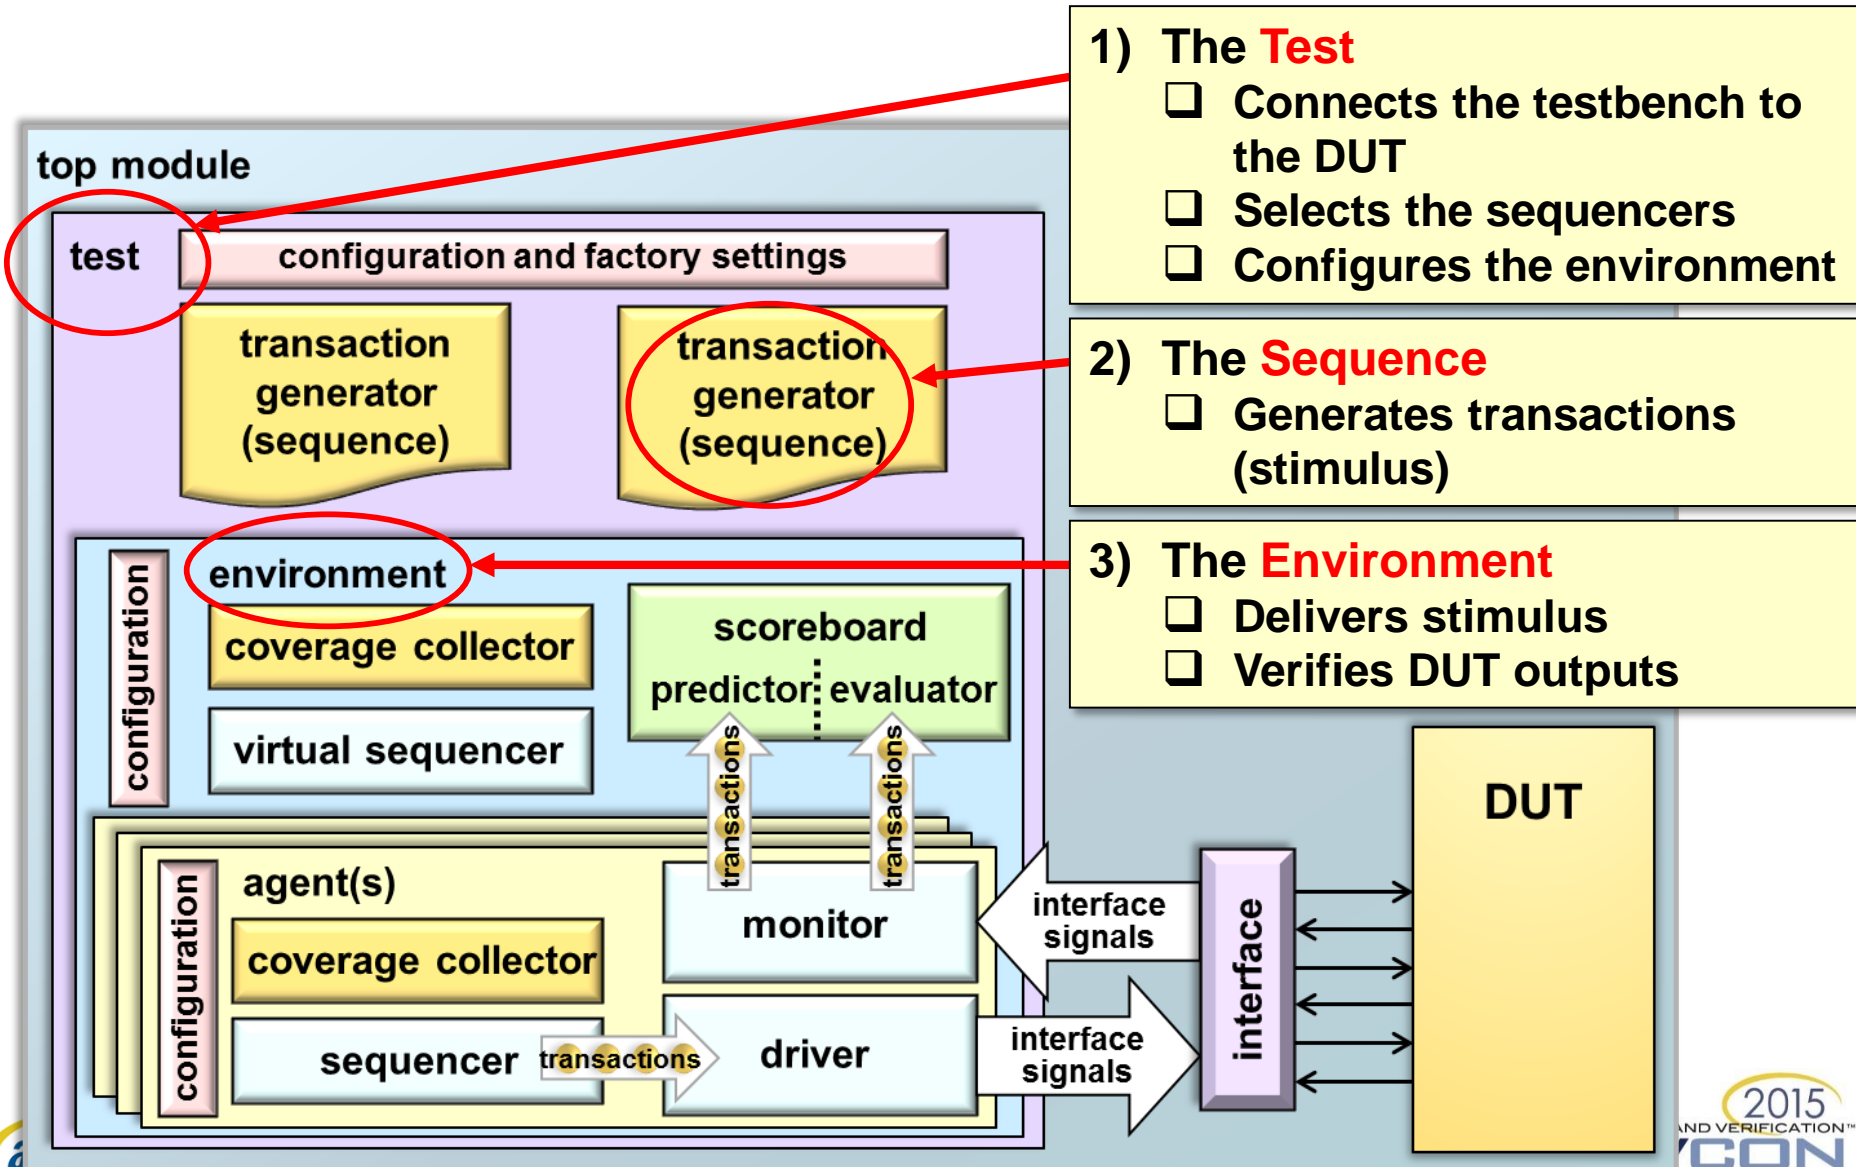 1) The Test
❑ Connects the testbench to
the DUT
❑ Selects the sequencers
❑ Configures the environment
2) The Sequence
❑ Generates transactions
(stimulus)
3) The Environment
❑ Delivers stimulus
❑ Verifies DUT outputs
top module
test
configuration and factory settings
transaction
generator
(sequence)
transaction
generator
(sequence)
configuration
environment
coverage collector
virtual sequencer
scoreboard
predictor evaluator
transactions
transactions
configuration
agent(s)
coverage collector
sequencer
transactions
monitor
driver
interface
signals
interface
signals
interface
DUT
2015
AND VERIFICATION™
CON